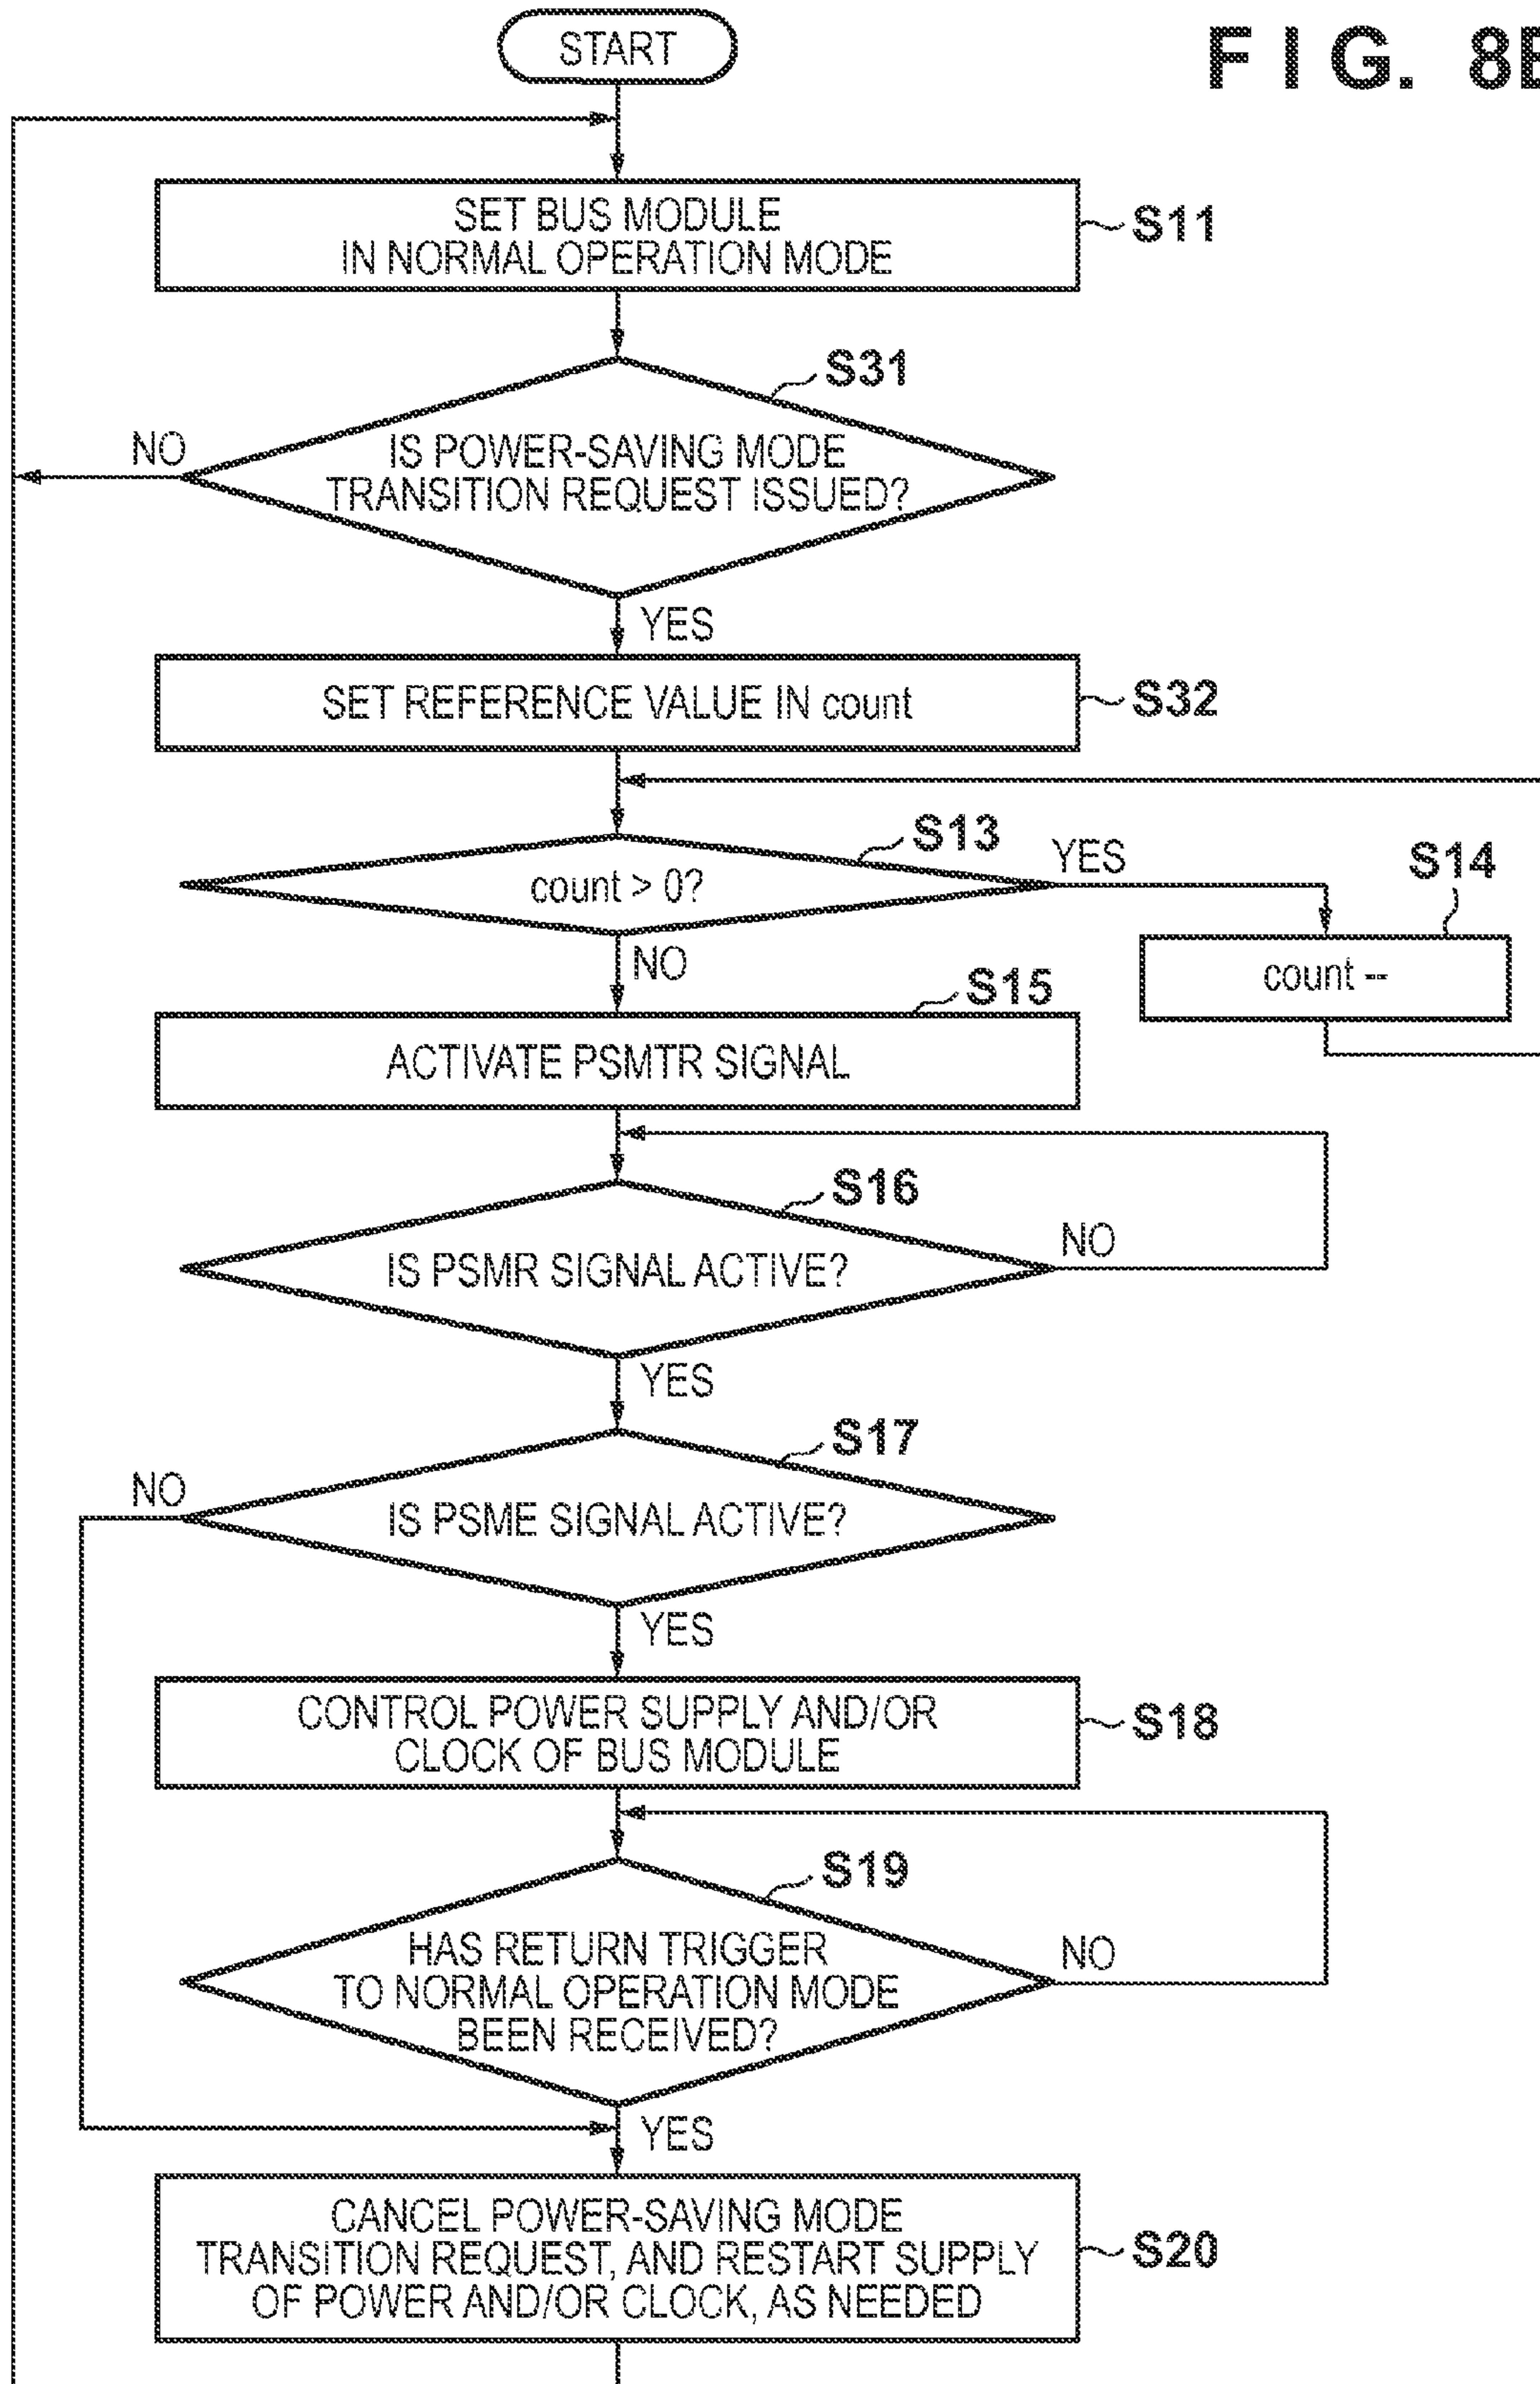 START
FIG. 8B
SET BUS MODULE
IN NORMAL OPERATION MODE
S11
S31
NO
IS POWER-SAVING MODE
TRANSITION REQUEST ISSUED?
YES
SET REFERENCE VALUE IN count
S32
S13
YES
S14
count > 0?
NO
count --
S15
ACTIVATE PSMTR SIGNAL
S16
NO
IS PSMR SIGNAL ACTIVE?
YES
S17
NO
IS PSME SIGNAL ACTIVE?
YES
CONTROL POWER SUPPLY AND/OR
CLOCK OF BUS MODULE
S18
S19
HAS RETURN TRIGGER
TO NORMAL OPERATION MODE
BEEN RECEIVED?
NO
YES
CANCEL POWER-SAVING MODE
TRANSITION REQUEST, AND RESTART SUPPLY
OF POWER AND/OR CLOCK, AS NEEDED
S20